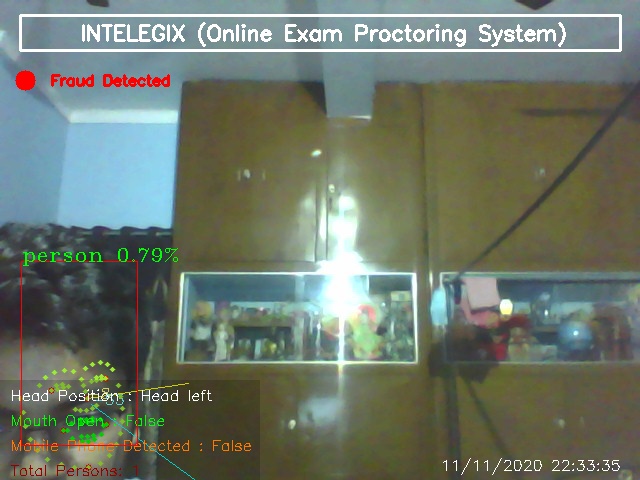 INTELEGIX (Online Exam Proctoring System)
Fraud Detected
person 0.79%
Head Position : Head left
Mouth Open : False
Mobile Phone Detected : False
Total Persons: 1
11/11/2020 22:33:35